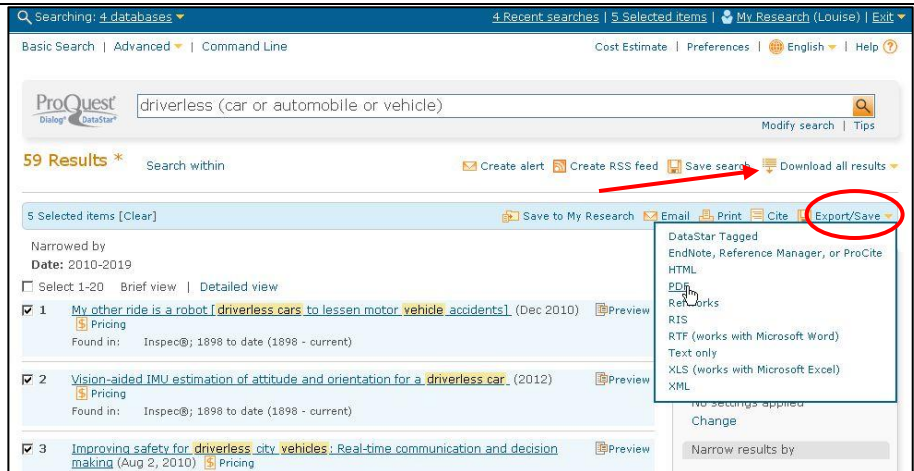 Searching: 4 databases
4 Recent searches | 5 Selected items | My Research (Louise) | Exit
Basic Search | Advanced | Command Line
Cost Estimate | Preferences | English | Help ?
ProQuest
Dialog DataStar
driverless (car or automobile or vehicle)
Modify search | Tips
59 Results *
Search within
Create alert Create RSS feed Save search Download all results
5 Selected items [Clear]
Save to My Research Email Print Cite Export/Save
DataStar Tagged
EndNote, Reference Manager, or ProCite
HTML
PDF
RefWorks
RIS
RTF (works with Microsoft Word)
Text only
XLS (works with Microsoft Excel)
XML
No settings applied
Change
Narrow results by
Narrowed by
Date: 2010-2019
Select 1-20 Brief view | Detailed view
1 My other ride is a robot [driverless cars to lessen motor vehicle accidents] (Dec 2010) Preview
$ Pricing
Found in: Inspec®; 1898 to date (1898 - current)
2 Vision-aided IMU estimation of attitude and orientation for a driverless car (2012) Preview
$ Pricing
Found in: Inspec®; 1898 to date (1898 - current)
3 Improving safety for driverless city vehicles: Real-time communication and decision Preview
making (Aug 2, 2010) $ Pricing